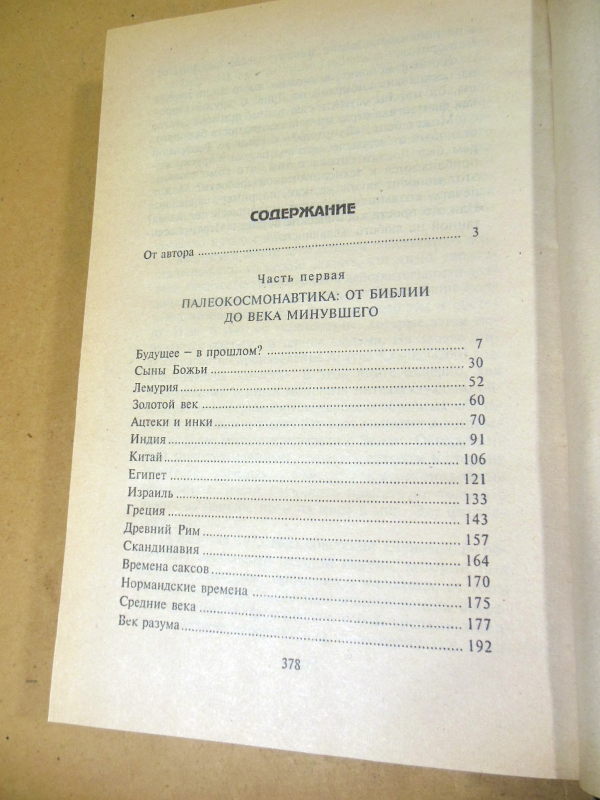 СОДЕРЖАНИЕ
От автора ........ 3
Часть первая
ПАЛЕОКОСМОНАВТИКА: ОТ БИБЛИИ
ДО ВЕКА МИНУВШЕГО
Будущее – в прошлом? ........ 7
Сыны Божьи ........ 30
Лемурия ........ 52
Золотой век ........ 60
Ацтеки и инки ........ 70
Индия ........ 91
Китай ........ 106
Египет ........ 121
Израиль ........ 133
Греция ........ 143
Древний Рим ........ 157
Скандинавия ........ 164
Времена саксов ........ 170
Нормандские времена ........ 175
Средние века ........ 177
Век разума ........ 192
378